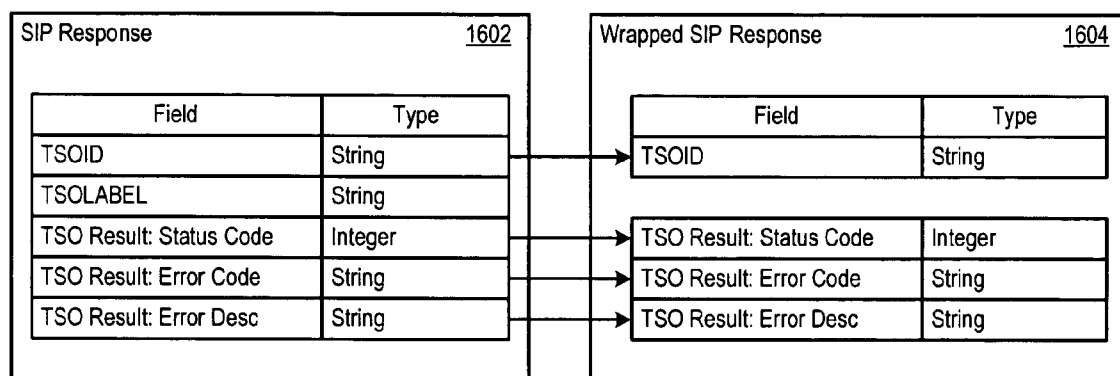 SIP Response 1602
Field Type
TSOID String
TSOLABEL String
TSO Result: Status Code Integer
TSO Result: Error Code String
TSO Result: Error Desc String
Wrapped SIP Response 1604
Field Type
TSOID String
TSO Result: Status Code Integer
TSO Result: Error Code String
TSO Result: Error Desc String